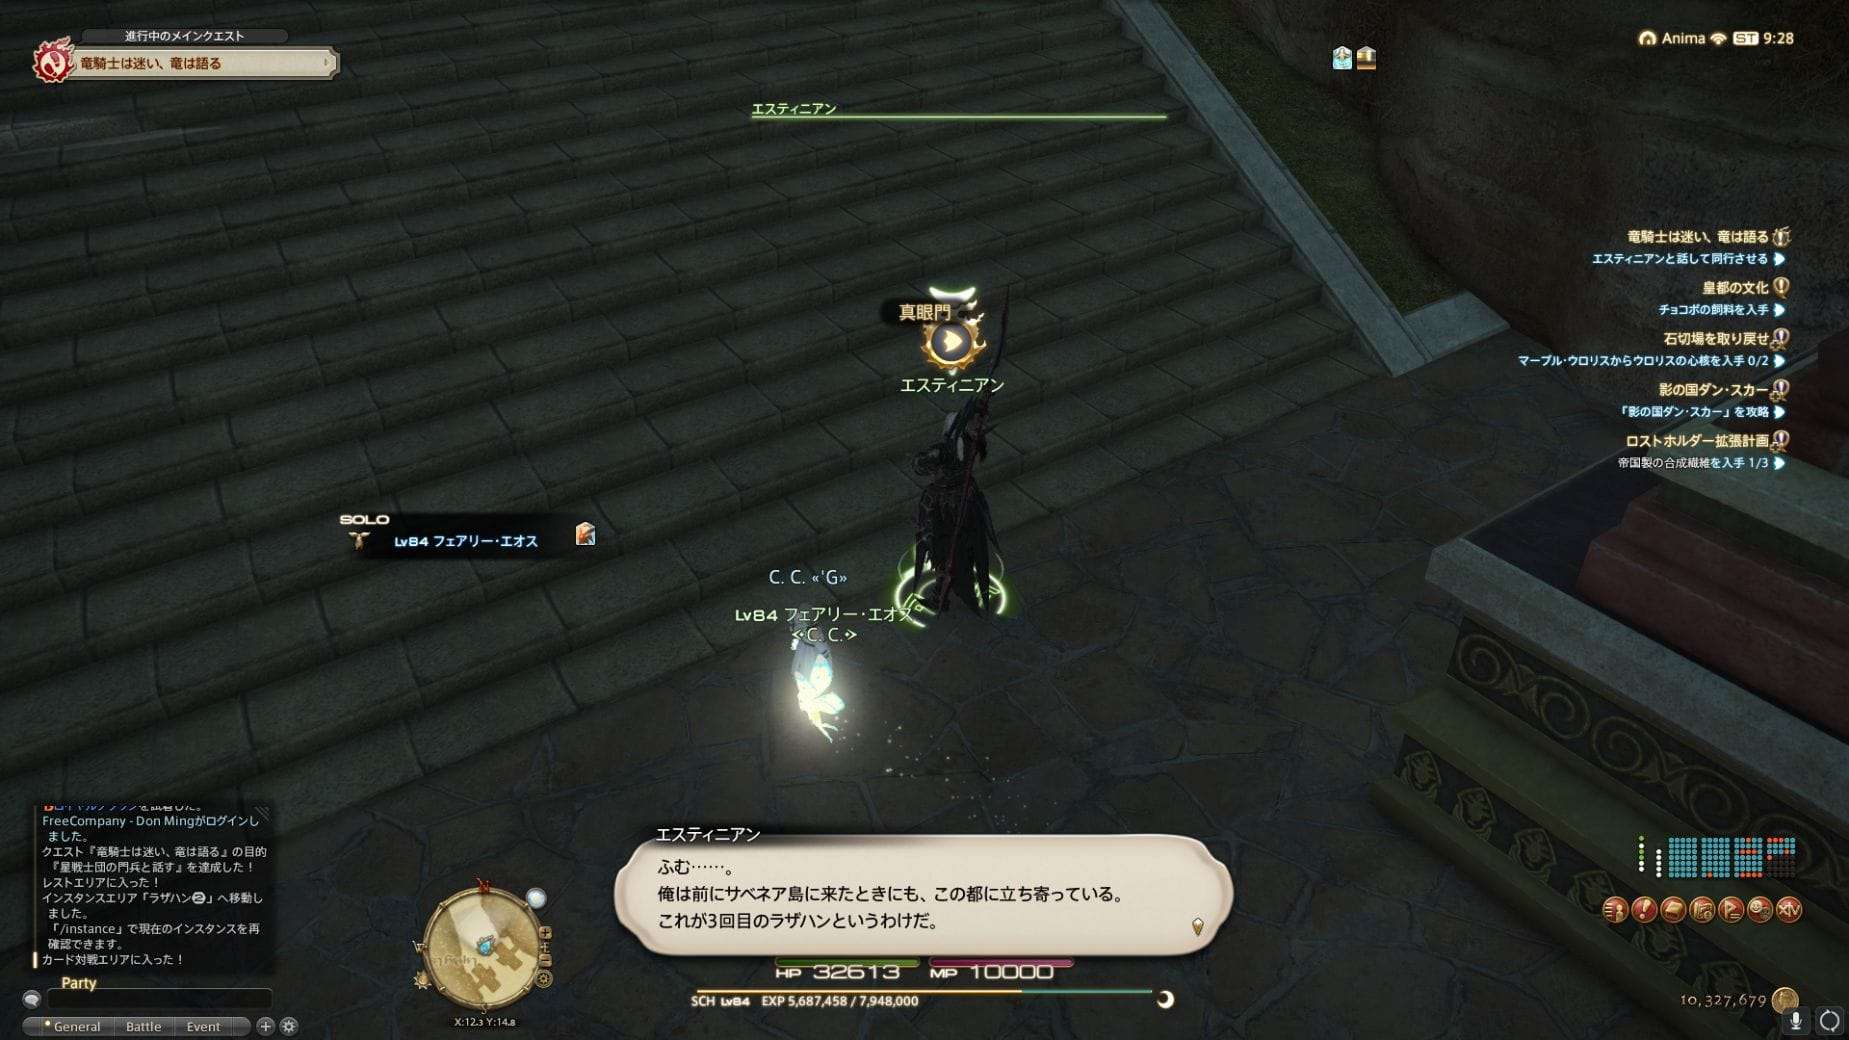 進行中のメインクエスト
竜騎士は迷い、竜は語る
Anima ST 9:28
エスティニアン
竜騎士は迷い、竜は語る
エスティニアンと話して同行させる
皇都の文化
チョコボの飼料を入手
石切場を取り戻せ
マーブル・ウロリスからウロリスの心核を入手 0/2
影の国ダン・スカー
「影の国ダン・スカー」を攻略
ロストホルダー拡張計画
帝国製の合成繊維を入手 1/3
真眼門
エスティニアン
SOLO
Lv84 フェアリー・エオス
C. C. «'G»
Lv84 フェアリー・エオス
«C. C.»
を試着した。
FreeCompany - Don Mingがログインし
ました。
クエスト『竜騎士は迷い、竜は語る』の目的
『星戦士団の門兵と話す』を達成した！
レストエリアに入った！
インスタンスエリア「ラザハン2」へ移動し
ました。
「/instance」で現在のインスタンスを再
確認できます。
カード対戦エリアに入った！
Party
General Battle Event
N
X:12.3 Y:14.8
エスティニアン
ふむ……。
俺は前にサベネア島に来たときにも、この都に立ち寄っている。
これが3回目のラザハンというわけだ。
HP 32613 MP 10000
SCH Lv84 EXP 5,687,458 / 7,948,000
XIV
10,327,679